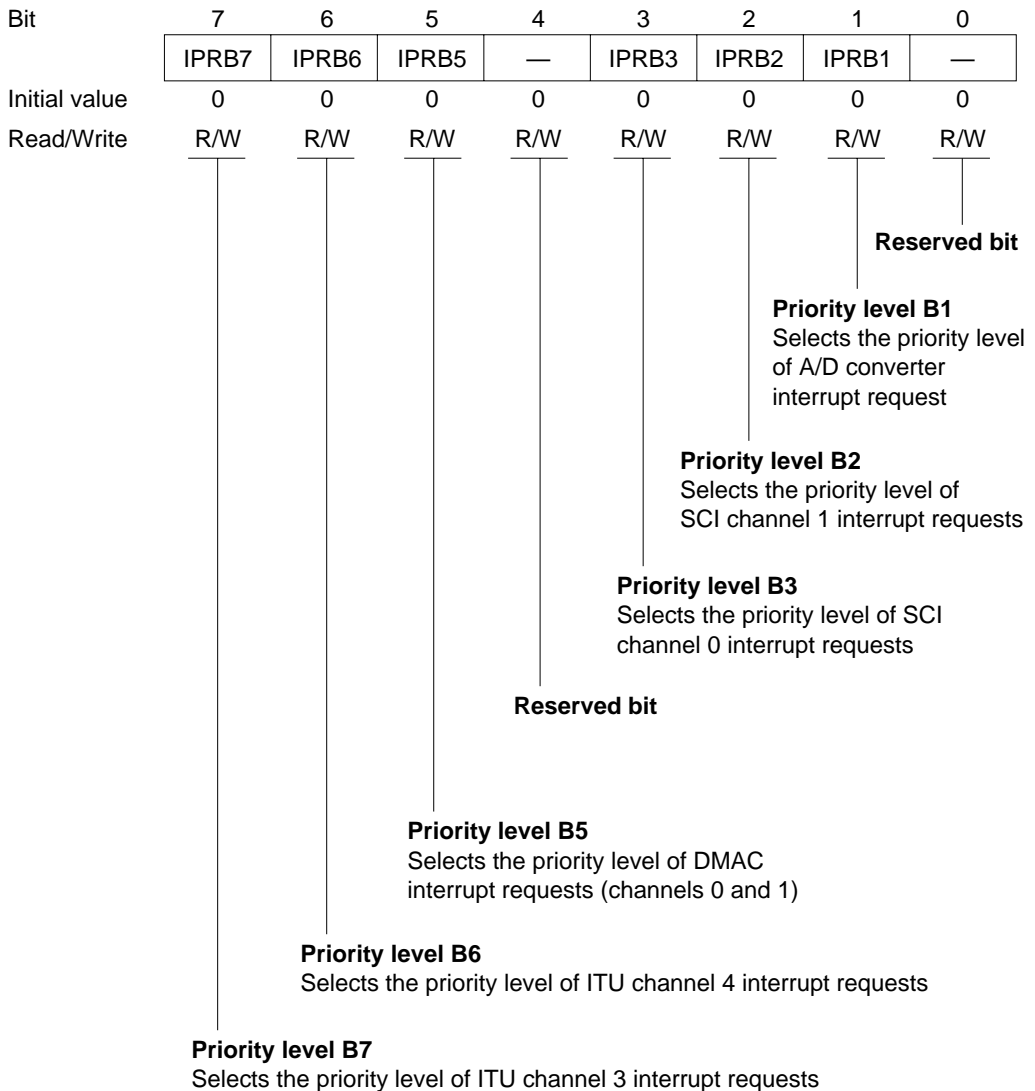 Bit 7 6 5 4 3 2 1 0
IPRB7 IPRB6 IPRB5 — IPRB3 IPRB2 IPRB1 —
Initial value 0 0 0 0 0 0 0 0
Read/Write R/W R/W R/W R/W R/W R/W R/W R/W
Reserved bit
Priority level B1
Selects the priority level
of A/D converter
interrupt request
Priority level B2
Selects the priority level of
SCI channel 1 interrupt requests
Priority level B3
Selects the priority level of SCI
channel 0 interrupt requests
Reserved bit
Priority level B5
Selects the priority level of DMAC
interrupt requests (channels 0 and 1)
Priority level B6
Selects the priority level of ITU channel 4 interrupt requests
Priority level B7
Selects the priority level of ITU channel 3 interrupt requests